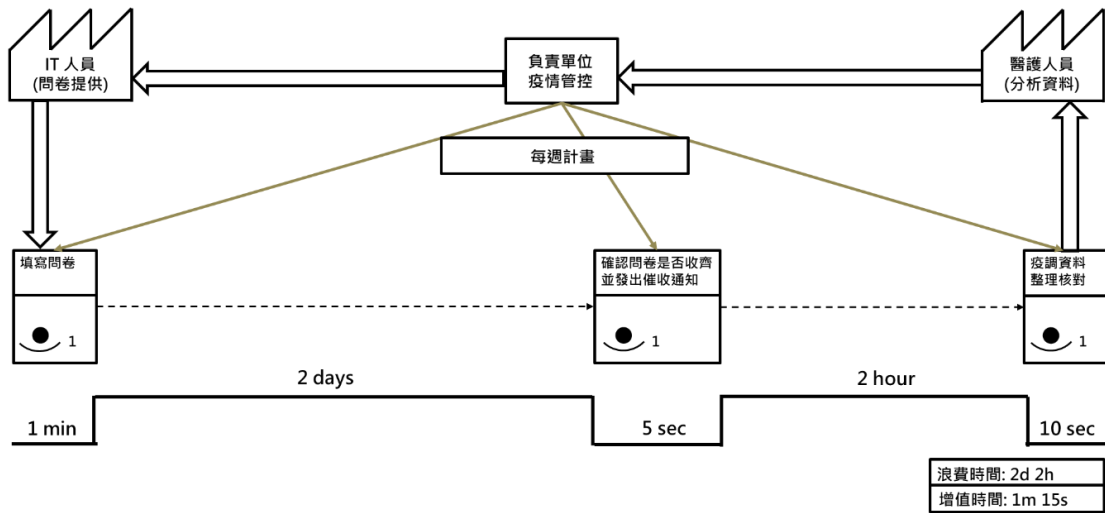 IT 人員
(問卷提供)
負責單位
疫情管控
醫護人員
(分析資料)
每週計畫
填寫問卷
1
確認問卷是否收齊
並發出催收通知
1
疫調資料
整理核對
1
2 days
2 hour
1 min
5 sec
10 sec
浪費時間: 2d 2h
增值時間: 1m 15s